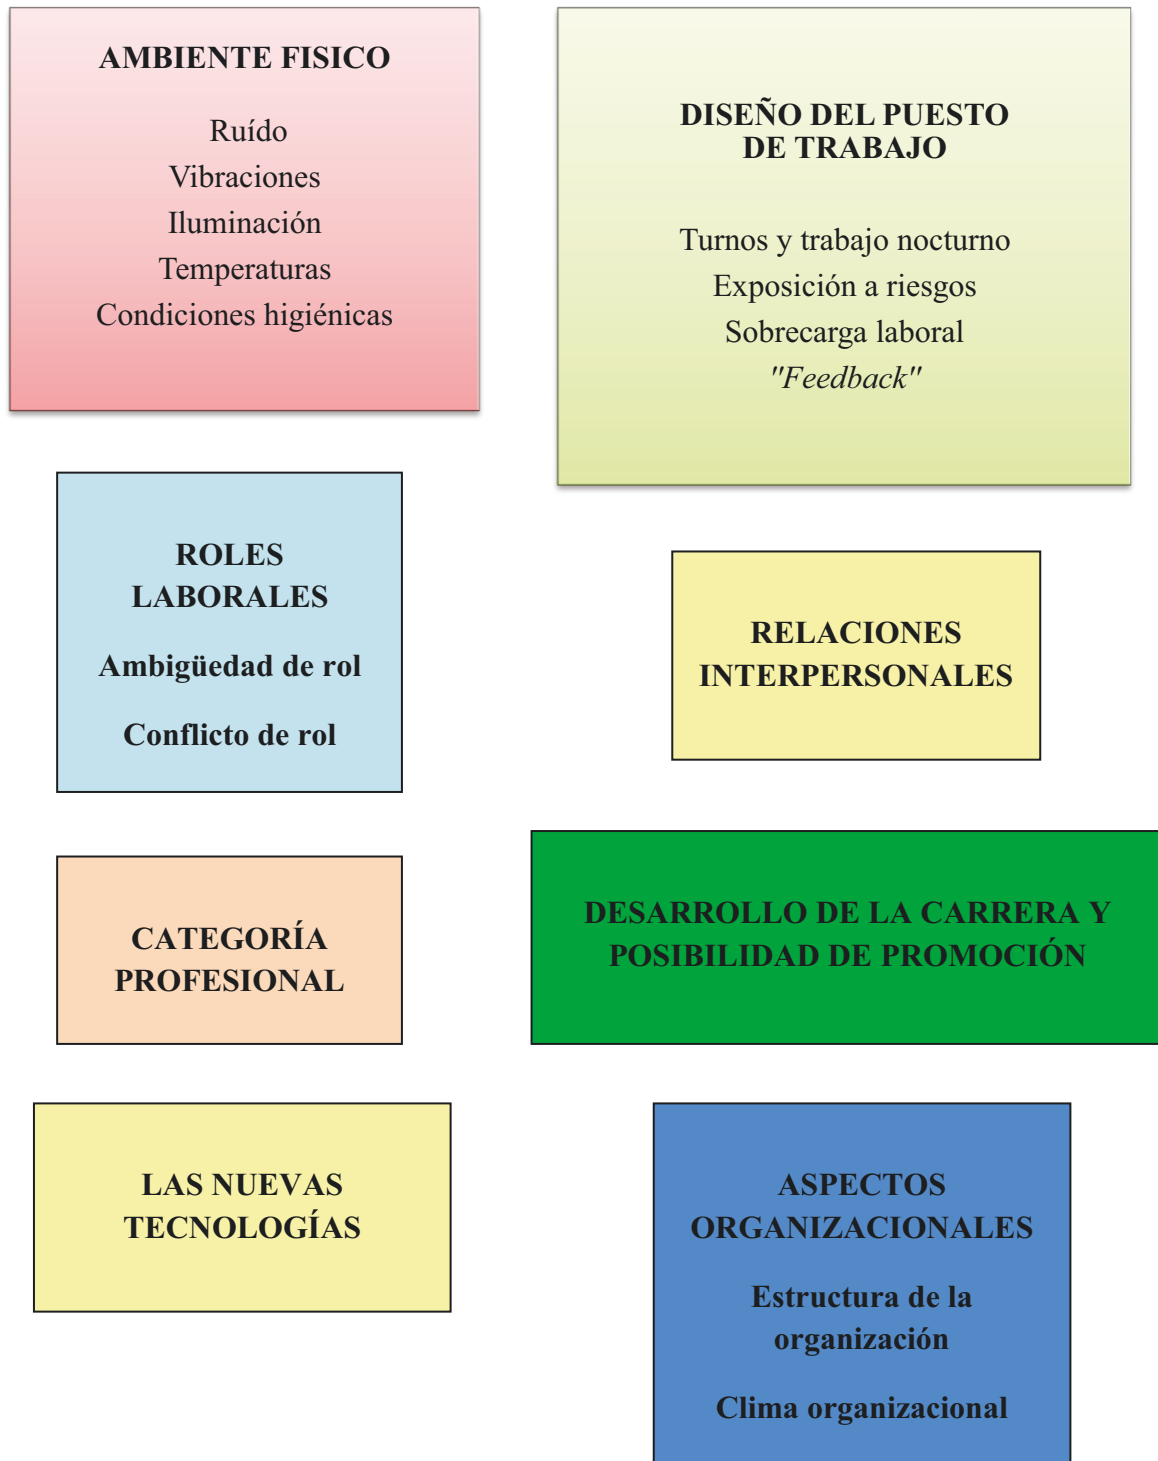 AMBIENTE FISICO
Ruído
Vibraciones
Iluminación
Temperaturas
Condiciones higiénicas
DISEÑO DEL PUESTO
DE TRABAJO
Turnos y trabajo nocturno
Exposición a riesgos
Sobrecarga laboral
"Feedback"
ROLES
LABORALES
Ambigüedad de rol
Conflicto de rol
RELACIONES
INTERPERSONALES
CATEGORÍA
PROFESIONAL
DESARROLLO DE LA CARRERA Y
POSIBILIDAD DE PROMOCIÓN
LAS NUEVAS
TECNOLOGÍAS
ASPECTOS
ORGANIZACIONALES
Estructura de la
organización
Clima organizacional